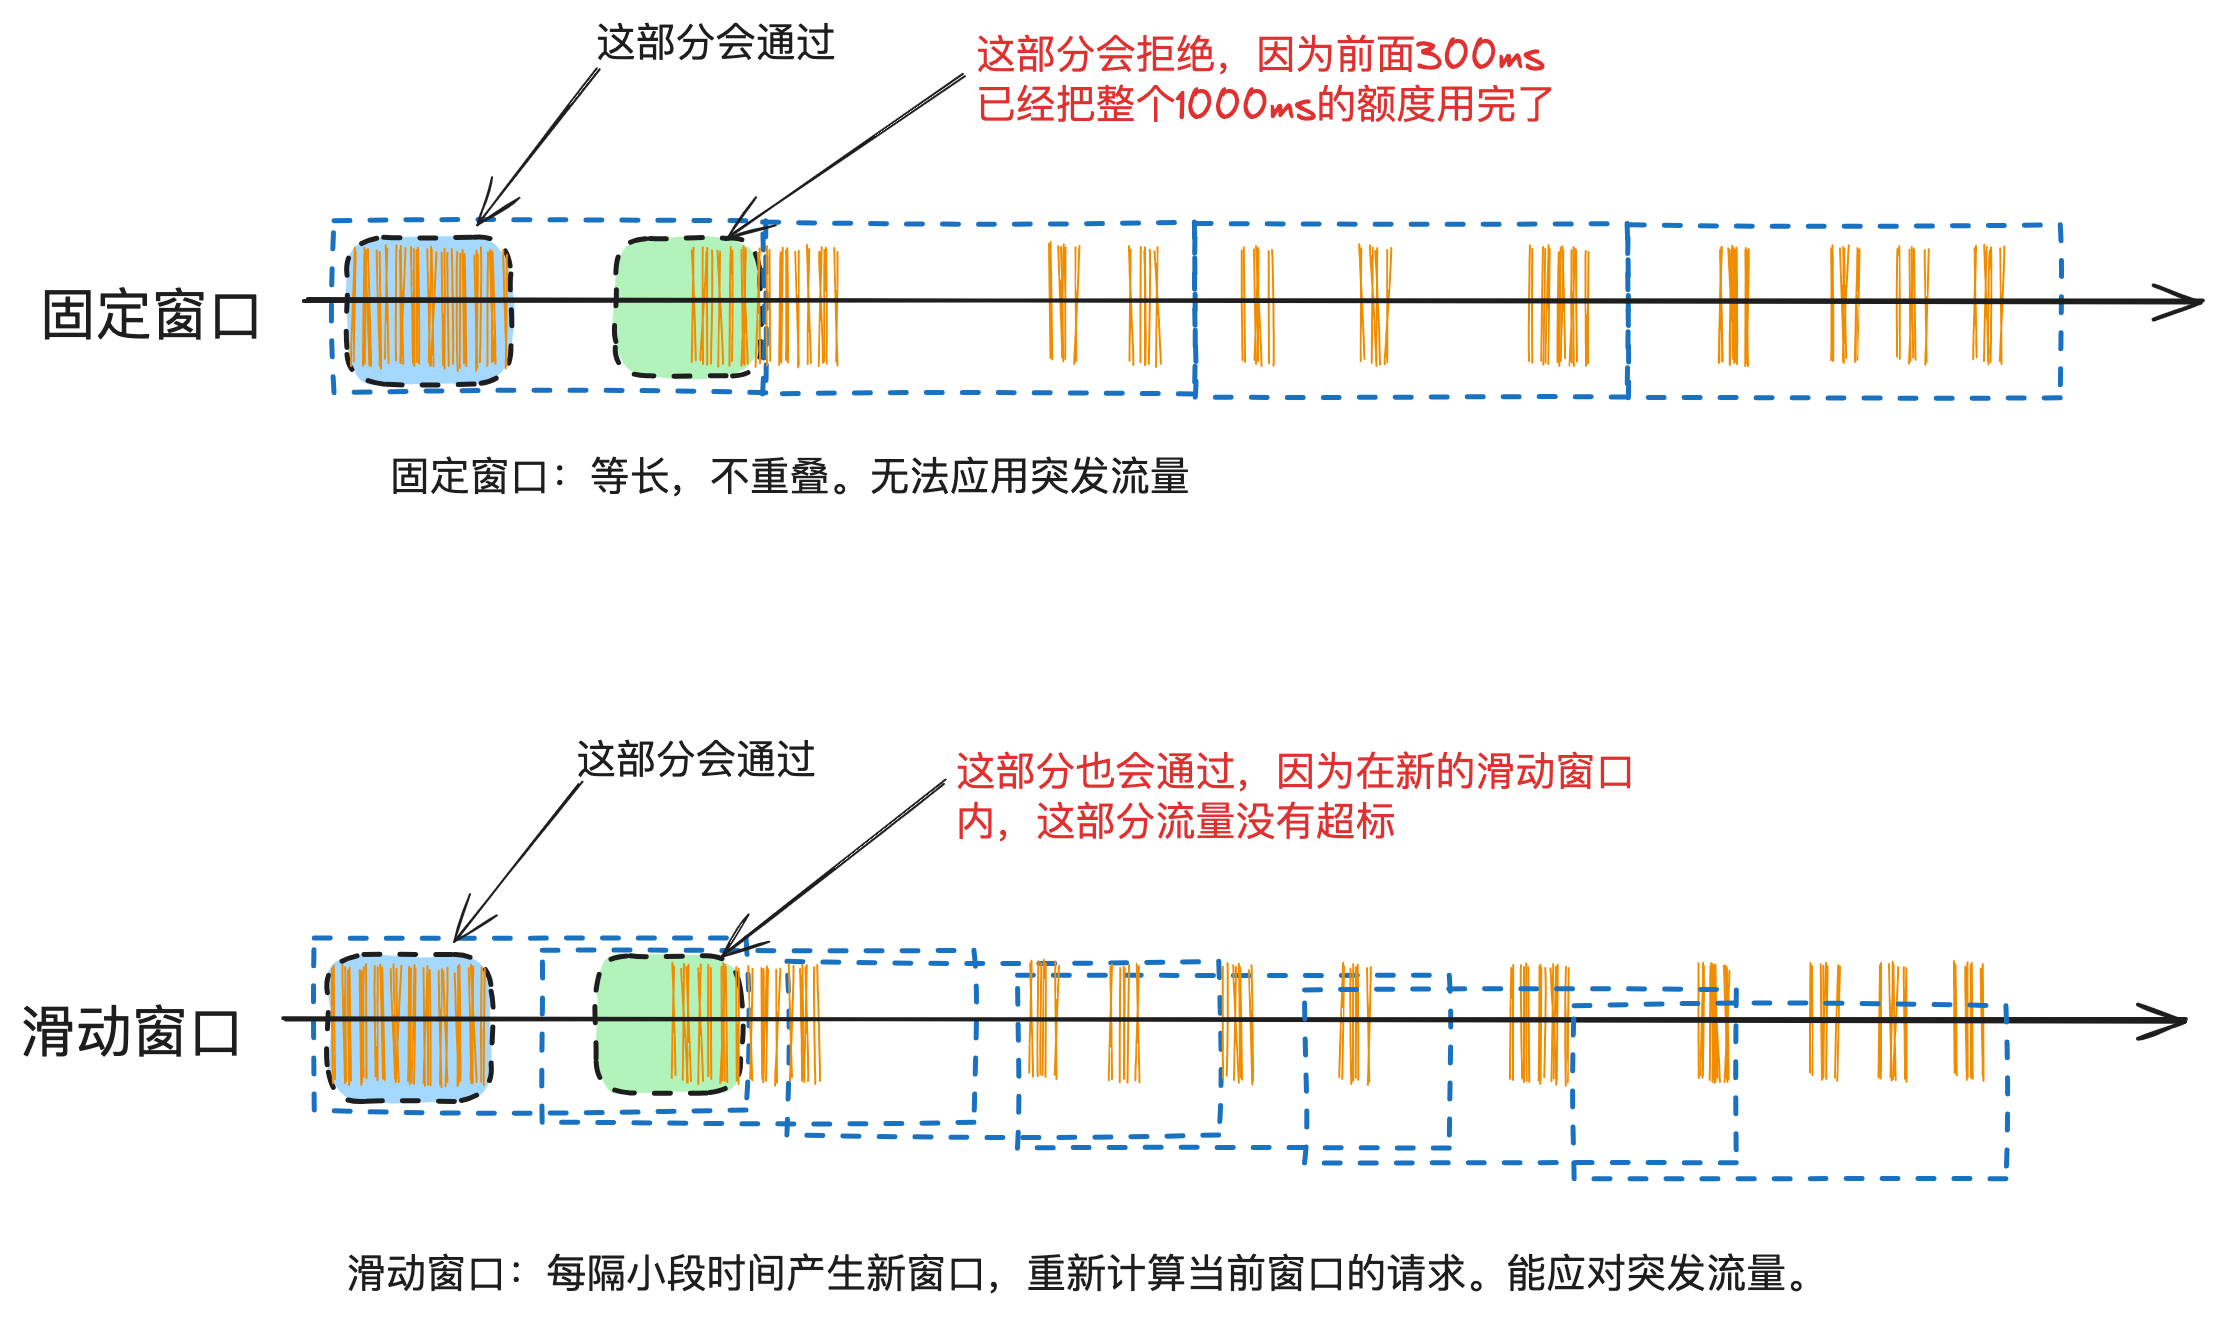 这部分会通过
这部分会拒绝，因为前面300ms
已经把整个1000ms的额度用完了
固定窗口
固定窗口：等长，不重叠。无法应用突发流量
这部分会通过
这部分也会通过，因为在新的滑动窗口
内，这部分流量没有超标
滑动窗口
滑动窗口：每隔小段时间产生新窗口，重新计算当前窗口的请求。能应对突发流量。